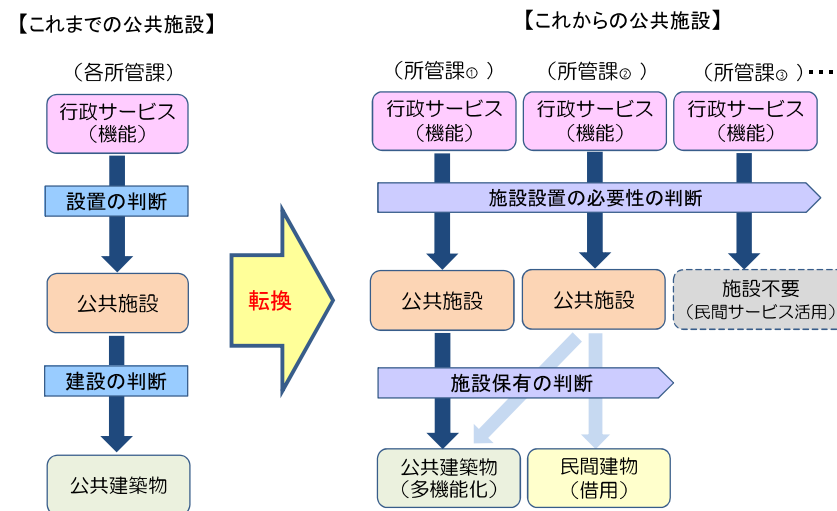 【これまでの公共施設】
（各所管課）
行政サービス
（機能）
設置の判断
公共施設
建設の判断
公共建築物
転換
【これからの公共施設】
（所管課① ）
（所管課② ）
（所管課③ ）・・・
行政サービス
（機能）
行政サービス
（機能）
行政サービス
（機能）
施設設置の必要性の判断
公共施設
公共施設
施設不要
（民間サービス活用）
施設保有の判断
公共建築物
（多機能化）
民間建物
（借用）